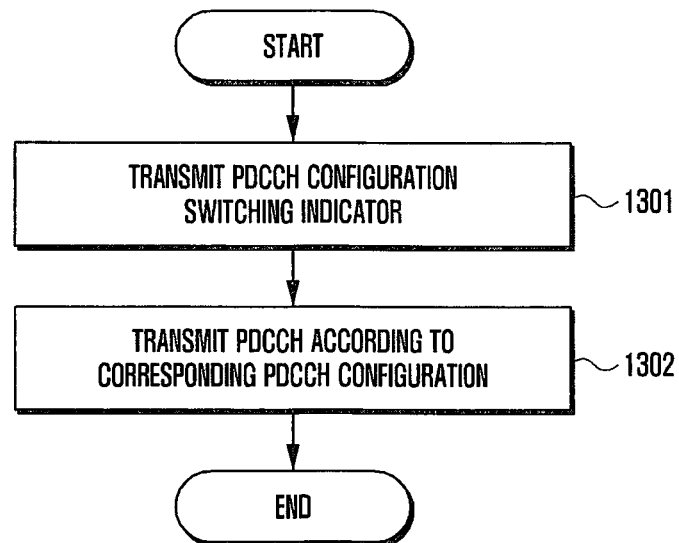 START
TRANSMIT PDCCH CONFIGURATION
SWITCHING INDICATOR
1301
TRANSMIT PDCCH ACCORDING TO
CORRESPONDING PDCCH CONFIGURATION
1302
END